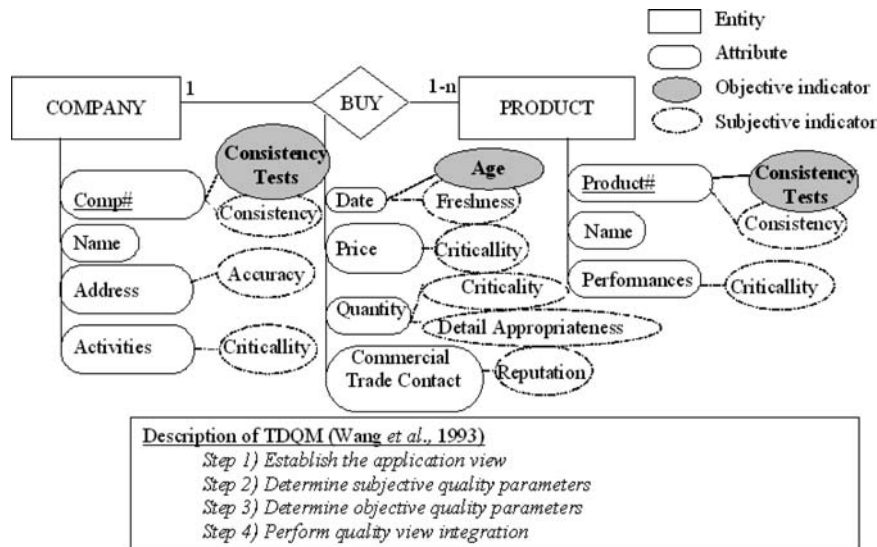 Entity
Attribute
Objective indicator
Subjective indicator
COMPANY
1
BUY
1-n
PRODUCT
Comp#
Consistency
Tests
Consistency
Name
Address
Accuracy
Activities
Criticallity
Date
Age
Freshness
Price
Criticallity
Quantity
Criticality
Detail Appropriateness
Commercial
Trade Contact
Reputation
Product#
Consistency
Tests
Consistency
Name
Performances
Criticallity
Description of TDQM (Wang et al., 1993)
Step 1) Establish the application view
Step 2) Determine subjective quality parameters
Step 3) Determine objective quality parameters
Step 4) Perform quality view integration